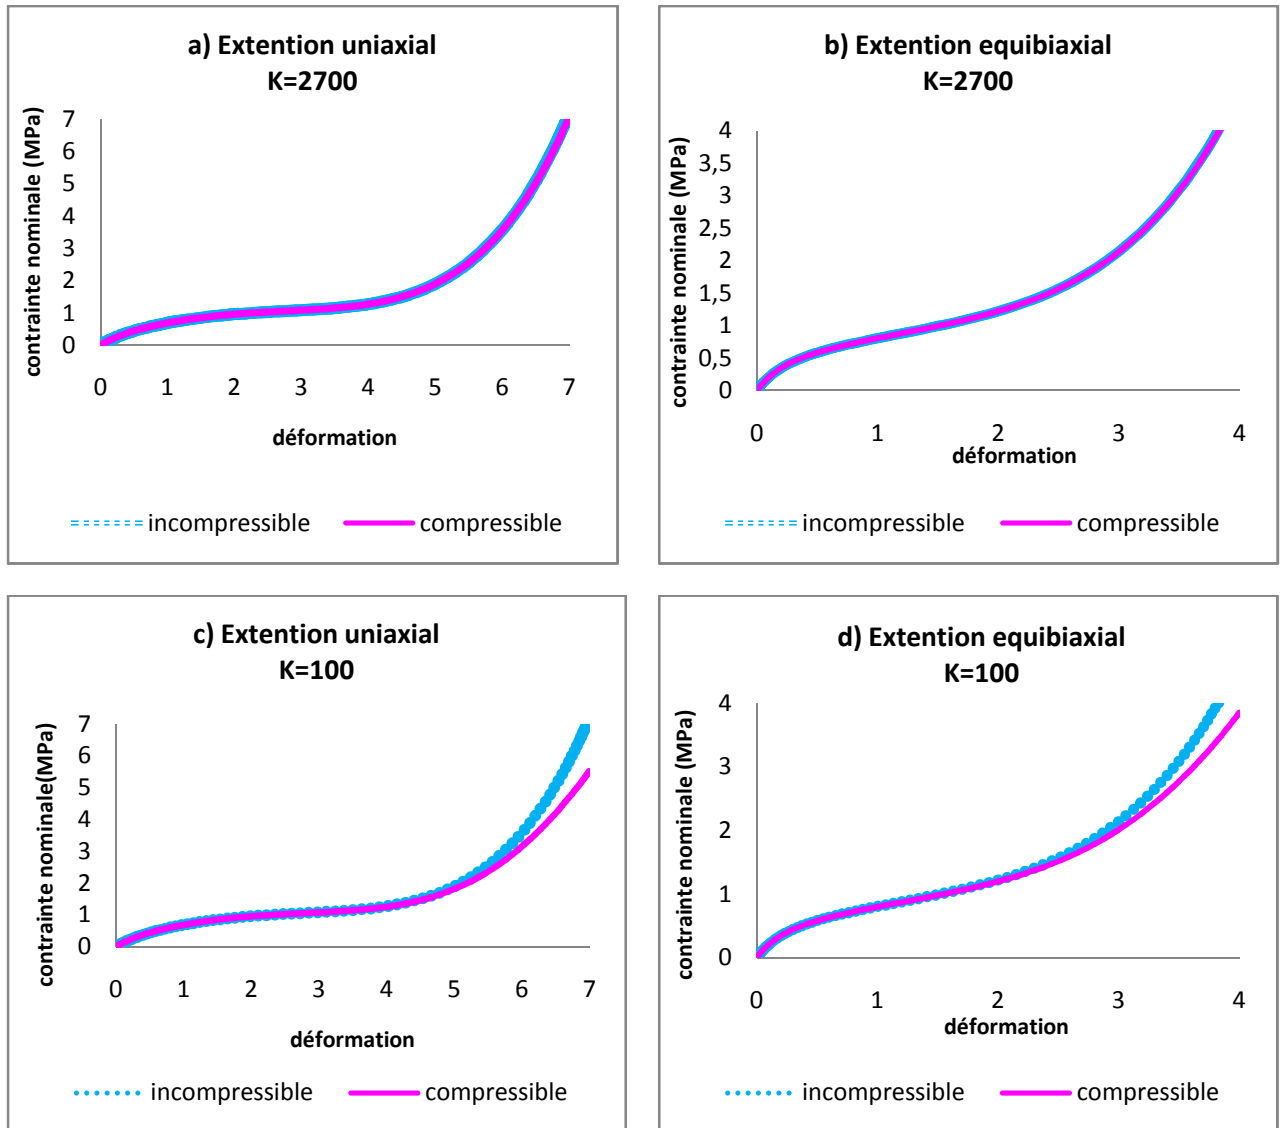 a) Extention uniaxial
K=2700
contrainte nominale (MPa)
7
6
5
4
3
2
1
0
0 1 2 3 4 5 6 7
déformation
incompressible compressible
b) Extention equibiaxial
K=2700
contrainte nominale (MPa)
4
3,5
3
2,5
2
1,5
1
0,5
0
0 1 2 3 4
déformation
incompressible compressible
c) Extention uniaxial
K=100
contrainte nominale(MPa)
7
6
5
4
3
2
1
0
0 1 2 3 4 5 6 7
déformation
incompressible compressible
d) Extention equibiaxial
K=100
contrainte nominale (MPa)
4
3
2
1
0
0 1 2 3 4
déformation
incompressible compressible